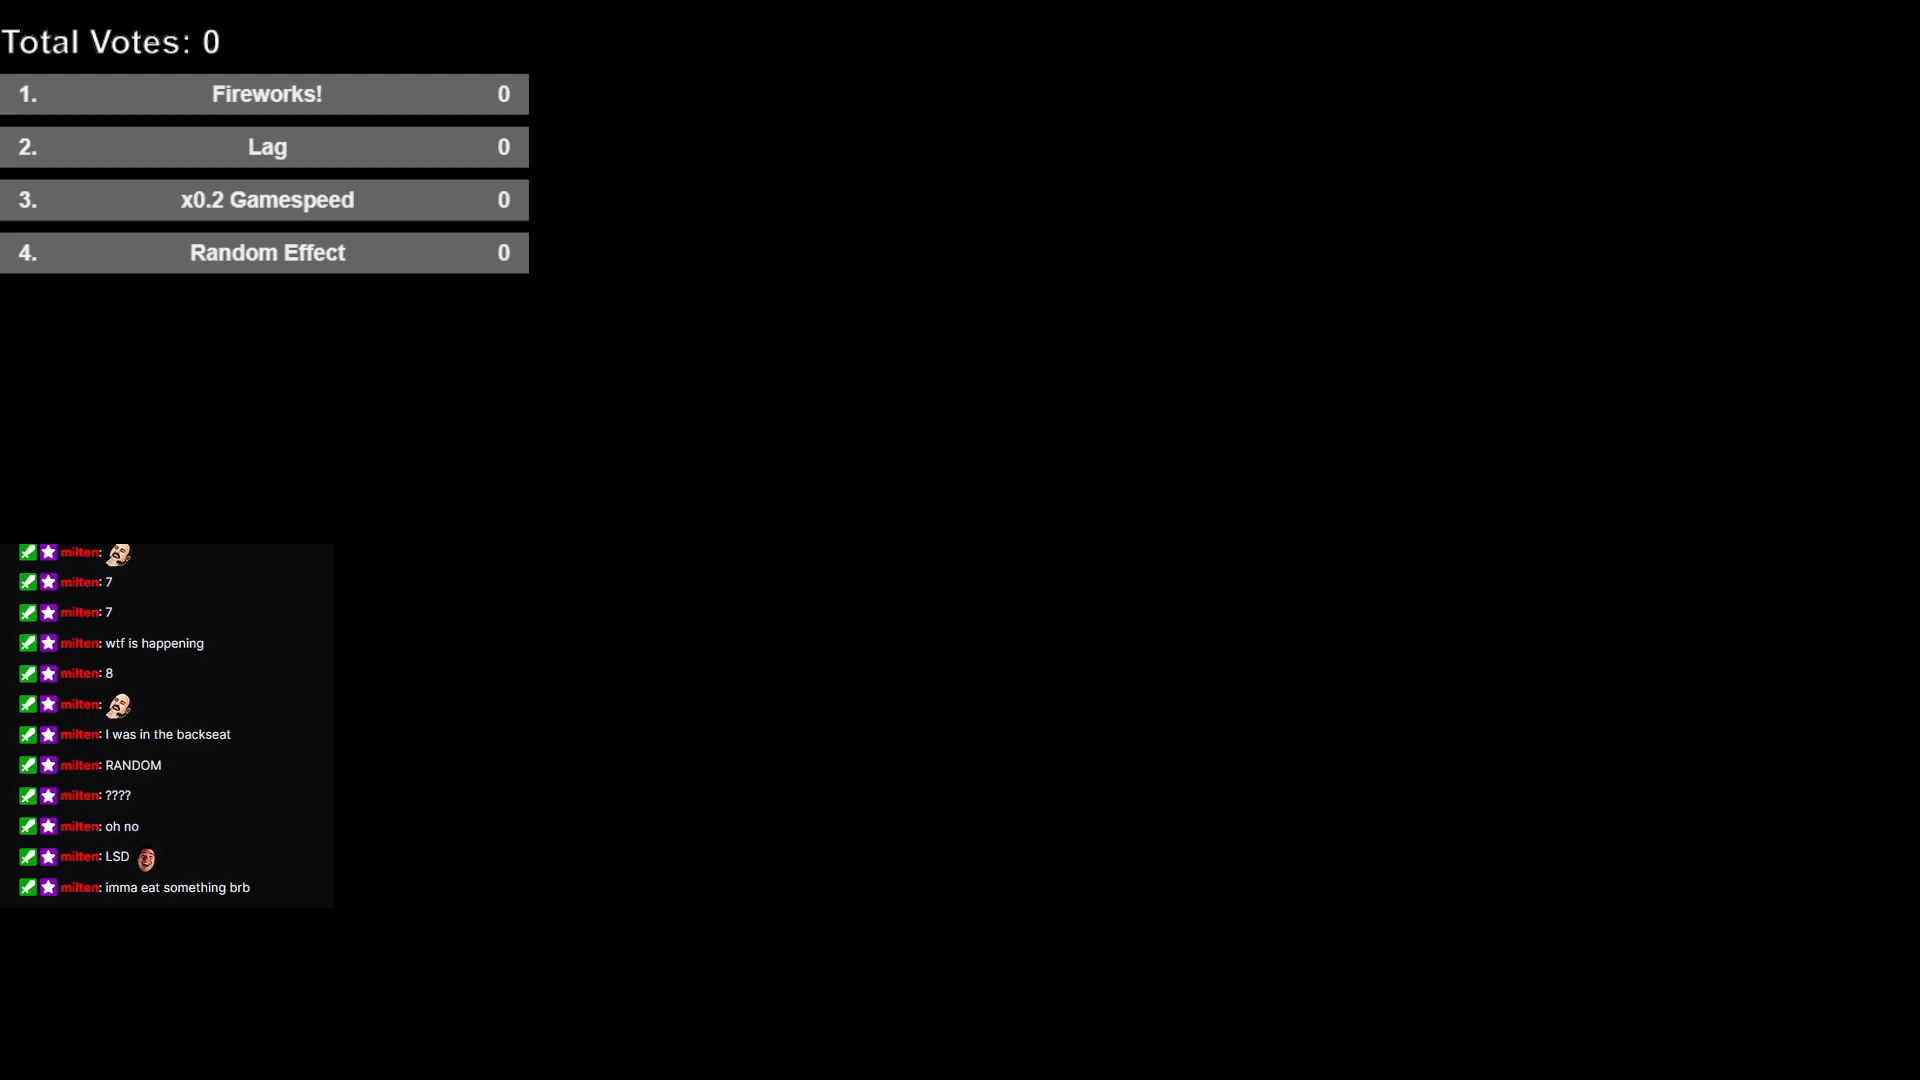 Total Votes: 0
1. Fireworks! 0
2. Lag 0
3. x0.2 Gamespeed 0
4. Random Effect 0
milten:
milten: 7
milten: 7
milten: wtf is happening
milten: 8
milten:
milten: I was in the backseat
milten: RANDOM
milten: ????
milten: oh no
milten: LSD
milten: imma eat something brb